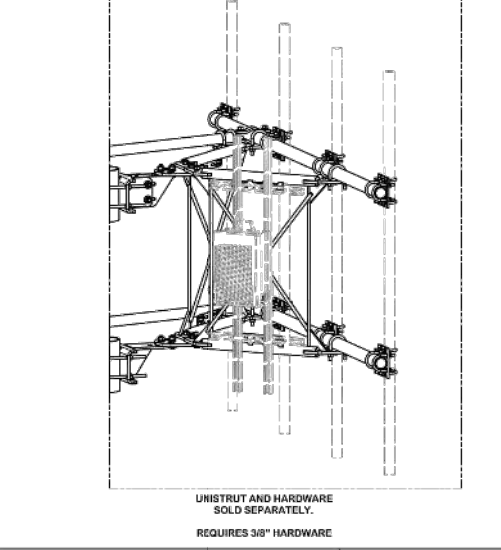 UNISTRUT AND HARDWARE
SOLD SEPARATELY.
REQUIRES 3/8" HARDWARE